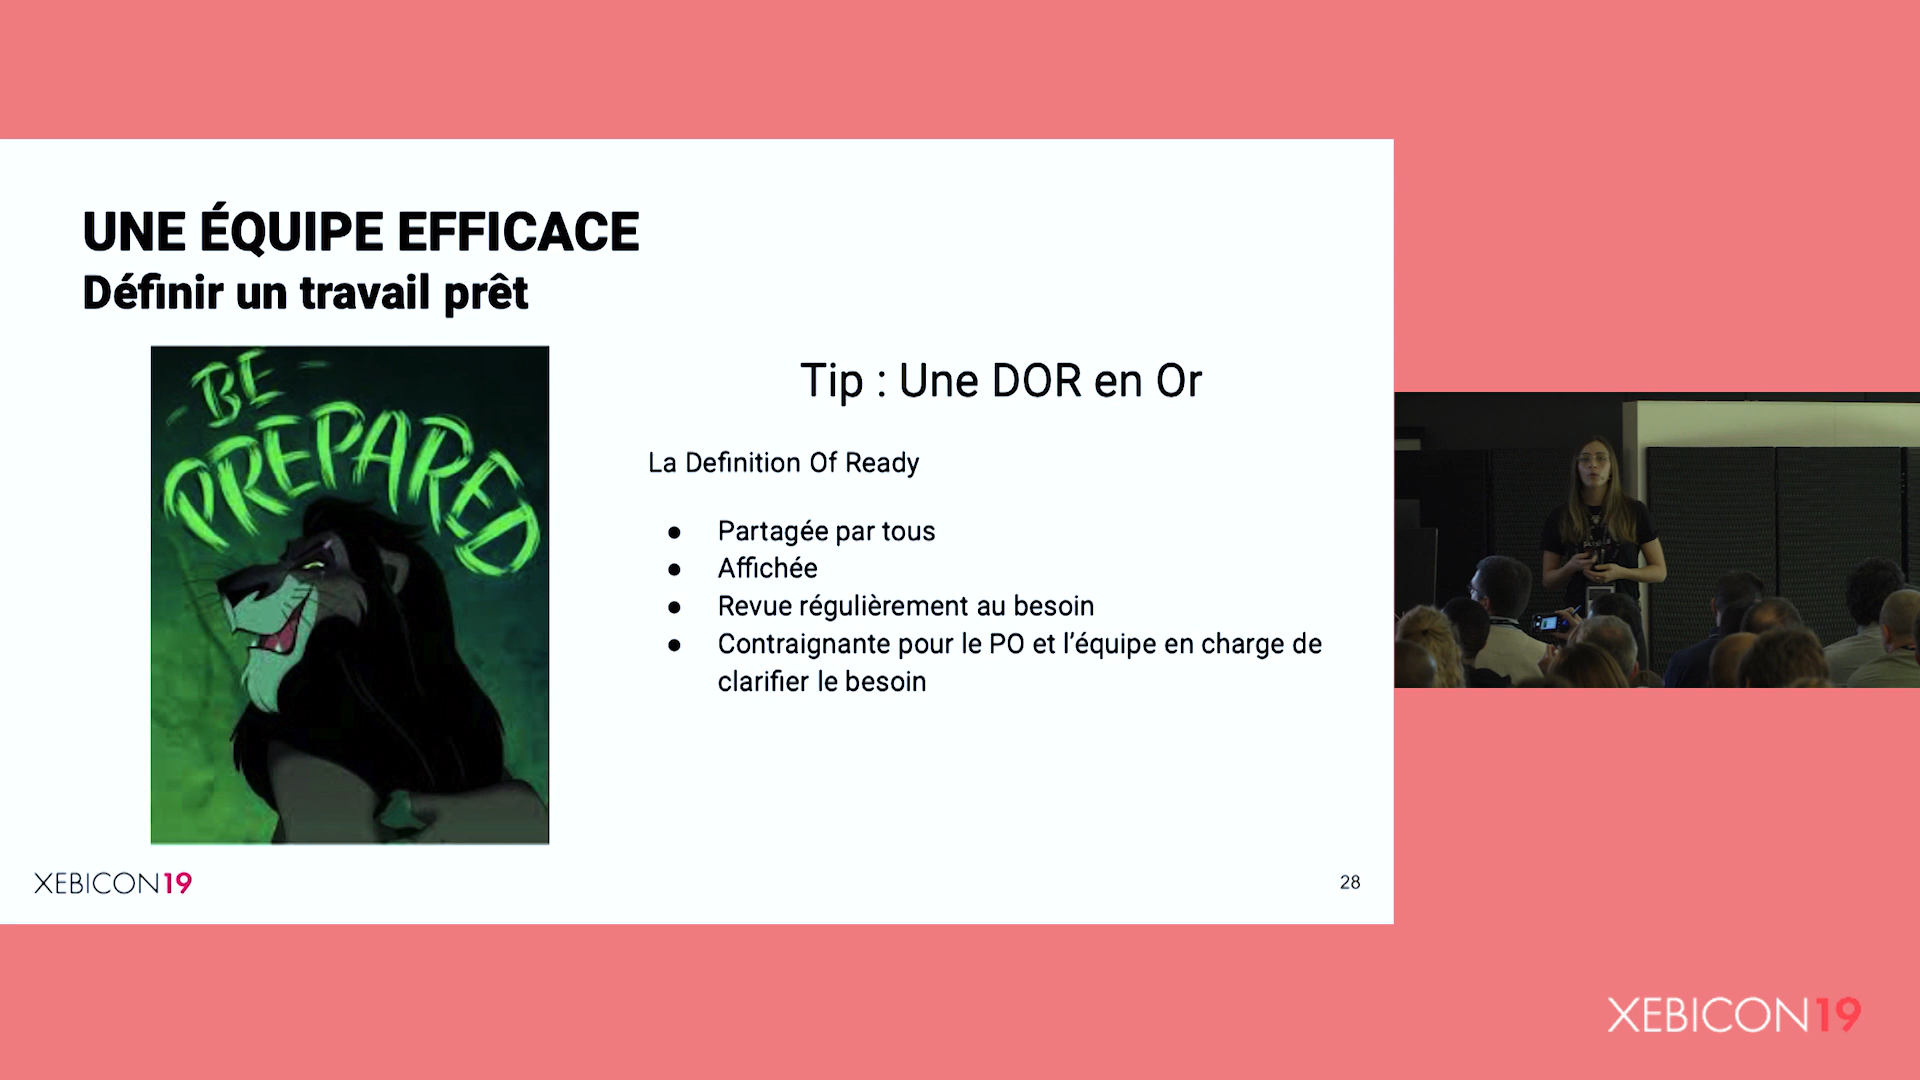 UNE ÉQUIPE EFFICACE
Définir un travail prêt
BE
PREPARED
Tip : Une DOR en Or
La Definition Of Ready
● Partagée par tous
● Affichée
● Revue régulièrement au besoin
● Contraignante pour le PO et l’équipe en charge de
clarifier le besoin
XEBICON19
28
XEBICON19